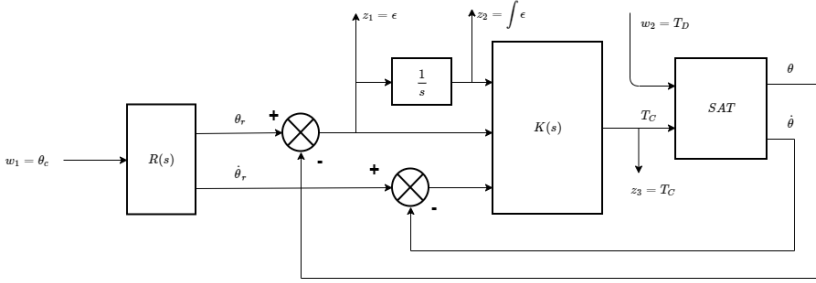 z₁ = ϵ
z₂ = ∫ ϵ
w₂ = T_D
1
s
θ
θ_r
+
K(s)
T_C
SAT
θ̇
w₁ = θ_c
R(s)
-
θ̇_r
+
z₃ = T_C
-